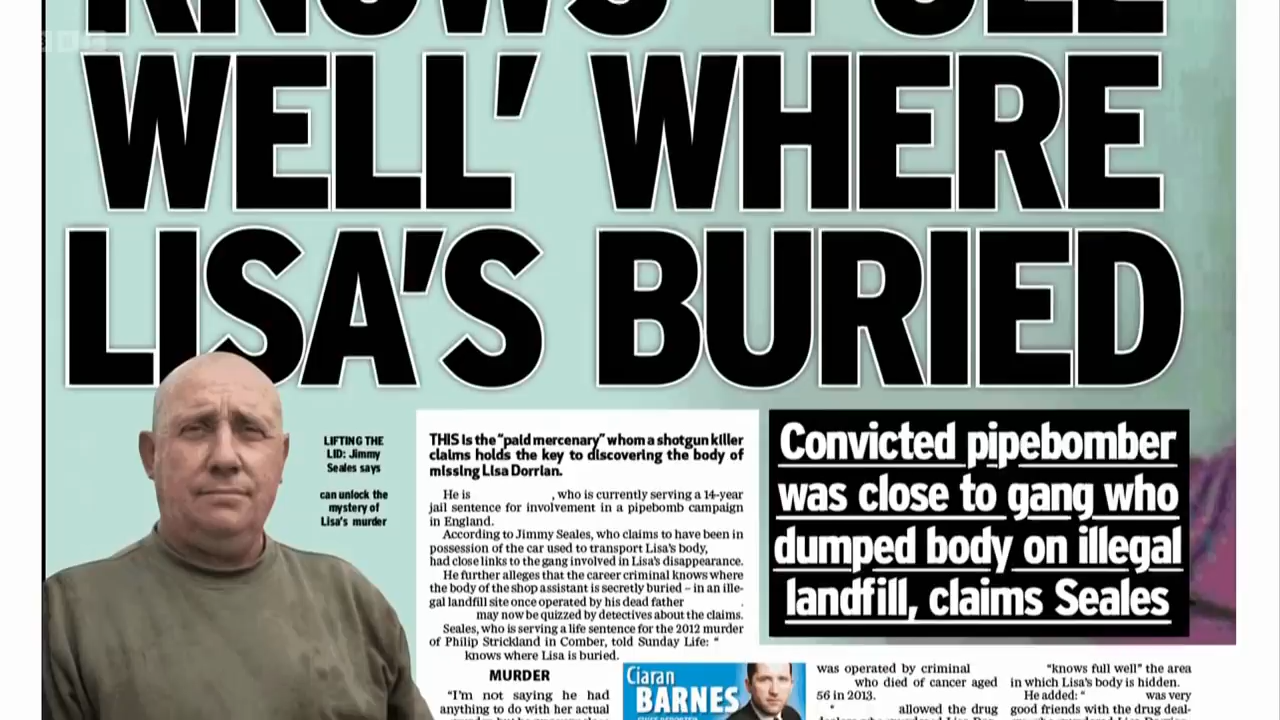 BBC
KNOWS 'FULL
WELL' WHERE
LISA'S BURIED
LIFTING THE
LID: Jimmy
Seales says
can unlock the
mystery of
Lisa's murder
THIS is the "paid mercenary" whom a shotgun killer
claims holds the key to discovering the body of
missing Lisa Dorrian.
He is , who is currently serving a 14-year
jail sentence for involvement in a pipebomb campaign
in England.
According to Jimmy Seales, who claims to have been in
possession of the car used to transport Lisa's body,
had close links to the gang involved in Lisa's disappearance.
He further alleges that the career criminal knows where
the body of the shop assistant is secretly buried – in an ille-
gal landfill site once operated by his dead father .
may now be quizzed by detectives about the claims.
Seales, who is serving a life sentence for the 2012 murder
of Philip Strickland in Comber, told Sunday Life: "
knows where Lisa is buried.
MURDER
"I'm not saying he had
anything to do with her actual
Convicted pipebomber
was close to gang who
dumped body on illegal
landfill, claims Seales
Ciaran
BARNES
was operated by criminal
who died of cancer aged
56 in 2013.
" allowed the drug
"knows full well" the area
in which Lisa's body is hidden.
He added: " was very
good friends with the drug deal-